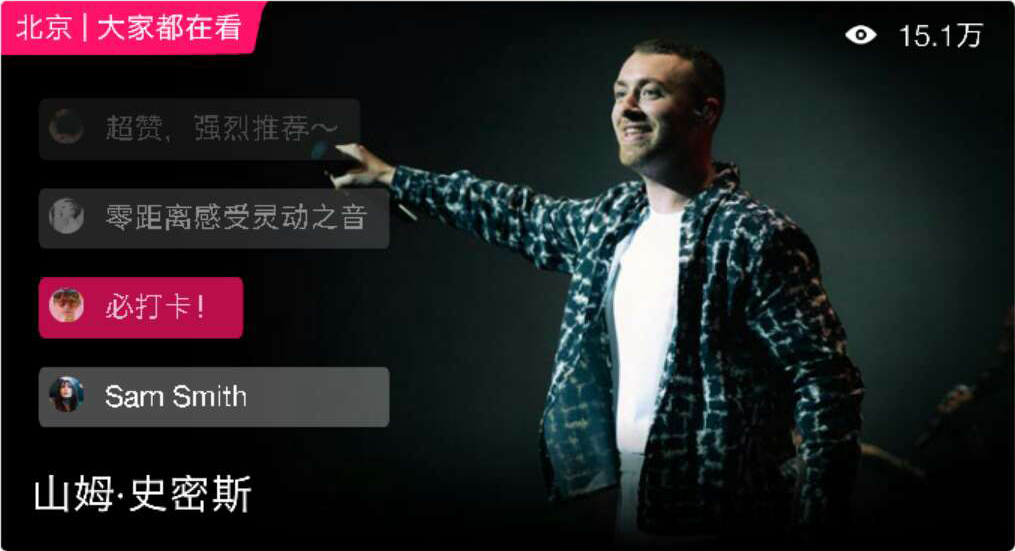 北京 | 大家都在看
15.1万
超赞，强烈推荐～
零距离感受灵动之音
必打卡！
Sam Smith
山姆·史密斯